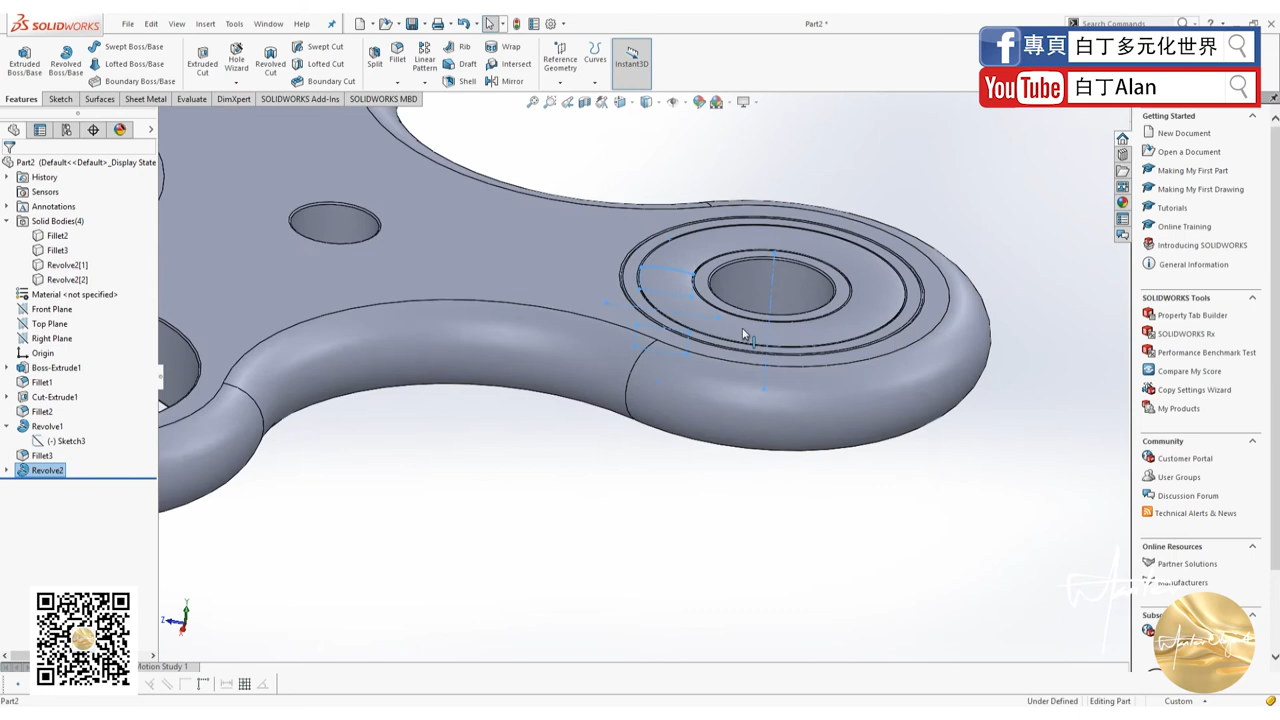 SOLIDWORKS
File Edit View Insert Tools Window Help
Part2 *
Search Commands
專頁 白丁多元化世界
YouTube 白丁Alan
Extruded Boss/Base
Revolved Boss/Base
Swept Boss/Base
Lofted Boss/Base
Boundary Boss/Base
Extruded Cut
Hole Wizard
Revolved Cut
Swept Cut
Lofted Cut
Boundary Cut
Split
Fillet
Linear Pattern
Rib
Draft
Shell
Wrap
Intersect
Mirror
Reference Geometry
Curves
Instant3D
Features Sketch Surfaces Sheet Metal Evaluate DimXpert SOLIDWORKS Add-Ins SOLIDWORKS MBD
Part2 (Default<<Default>_Display State
History
Sensors
Annotations
Solid Bodies(4)
Fillet2
Fillet3
Revolve2[1]
Revolve2[2]
Material <not specified>
Front Plane
Top Plane
Right Plane
Origin
Boss-Extrude1
Fillet1
Cut-Extrude1
Fillet2
Revolve1
(-) Sketch3
Fillet3
Revolve2
Y
Z
X
Getting Started
New Document
Open a Document
Making My First Part
Making My First Drawing
Tutorials
Online Training
Introducing SOLIDWORKS
General Information
SOLIDWORKS Tools
Property Tab Builder
SOLIDWORKS Rx
Performance Benchmark Test
Compare My Score
Copy Settings Wizard
My Products
Community
Customer Portal
User Groups
Discussion Forum
Technical Alerts & News
Online Resources
Partner Solutions
Manufacturers
Motion Study 1
Part2
Under Defined Editing Part Custom